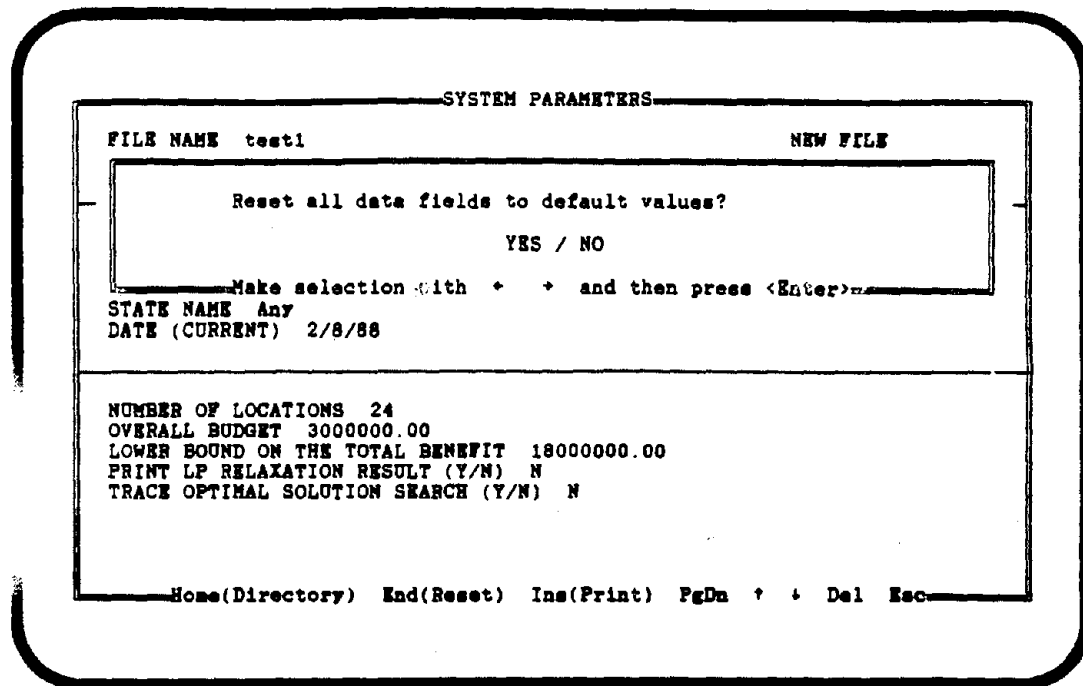 SYSTEM PARAMETERS
FILE NAME test1 NEW FILE
Reset all data fields to default values?
YES / NO
Make selection with ← → and then press <Enter>
STATE NAME Any
DATE (CURRENT) 2/8/88
NUMBER OF LOCATIONS 24
OVERALL BUDGET 3000000.00
LOWER BOUND ON THE TOTAL BENEFIT 18000000.00
PRINT LP RELAXATION RESULT (Y/N) N
TRACE OPTIMAL SOLUTION SEARCH (Y/N) N
Home(Directory) End(Reset) Ins(Print) PgDn ↑ ↓ Del Esc